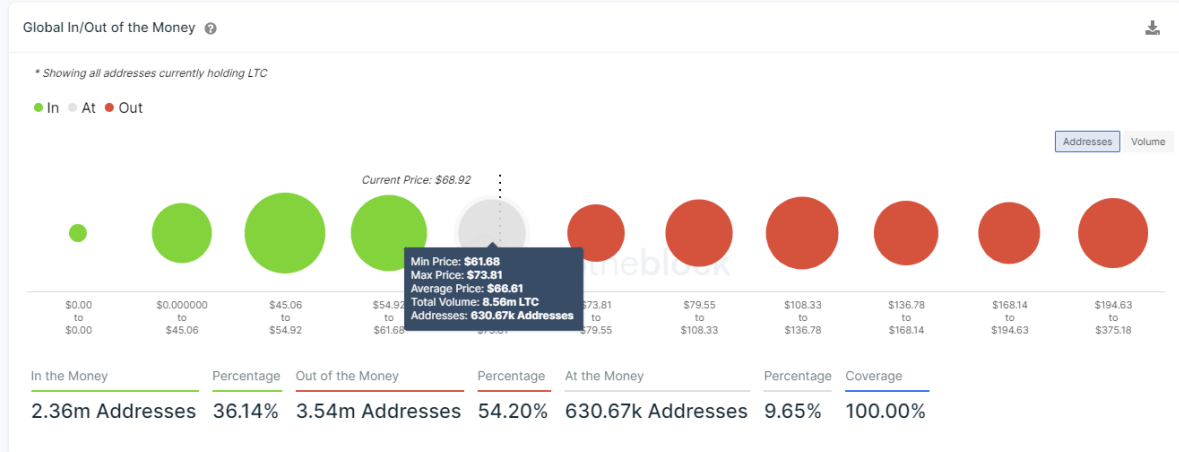 Global In/Out of the Money
* Showing all addresses currently holding LTC
In At Out
Addresses Volume
Current Price: $68.92
theblock
Min Price: $61.68
Max Price: $73.81
Average Price: $66.61
Total Volume: 8.56m LTC
Addresses: 630.67k Addresses
$0.00 $0.000000 $45.06 $54.92 $73.81 $79.55 $108.33 $136.78 $168.14 $194.63
to to to to to to to to to to
$0.00 $45.06 $54.92 $61.68 $73.81 $79.55 $108.33 $136.78 $168.14 $194.63 $375.18
In the Money Percentage Out of the Money Percentage At the Money Percentage Coverage
2.36m Addresses 36.14% 3.54m Addresses 54.20% 630.67k Addresses 9.65% 100.00%